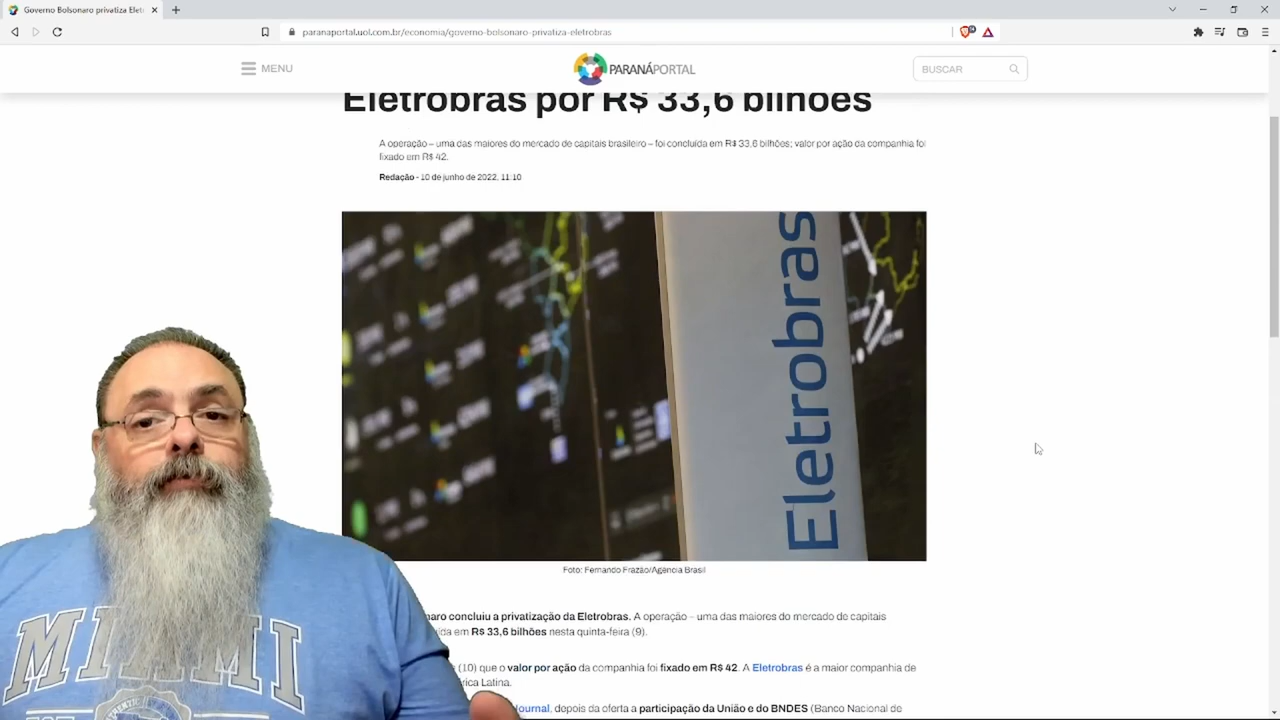 Governo Bolsonaro privatiza Elet
paranaportal.uol.com.br/economia/governo-bolsonaro-privatiza-eletrobras
MENU
PARANÁPORTAL
BUSCAR
Eletrobras por R$ 33,6 bilhões
A operação – uma das maiores do mercado de capitais brasileiro – foi concluída em R$ 33,6 bilhões; valor por ação da companhia foi
fixado em R$ 42.
Redação - 10 de junho de 2022, 11:10
Eletrobras
Foto: Fernando Frazão/Agência Brasil
naro concluiu a privatização da Eletrobras. A operação – uma das maiores do mercado de capitais
ída em R$ 33,6 bilhões nesta quinta-feira (9).
(10) que o valor por ação da companhia foi fixado em R$ 42. A Eletrobras é a maior companhia de
rica Latina.
Journal, depois da oferta a participação da União e do BNDES (Banco Nacional de
MIAMI